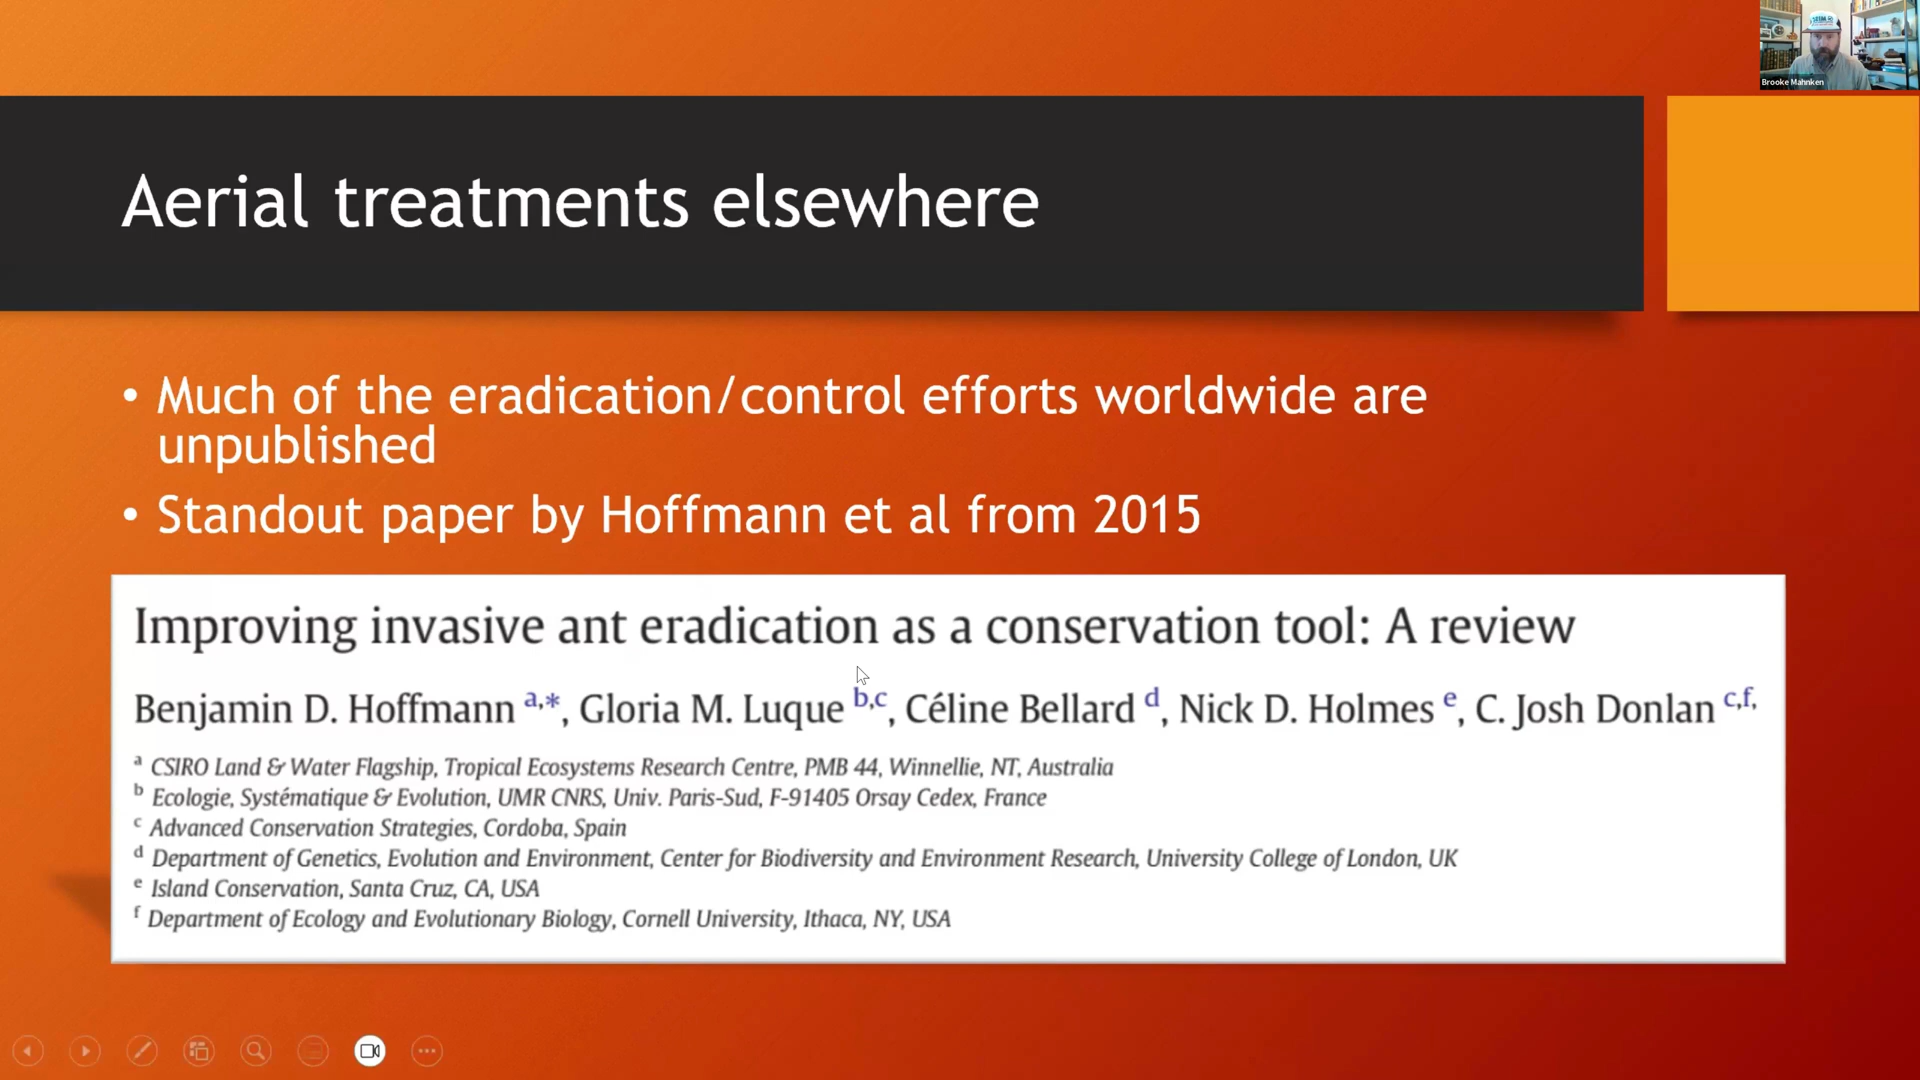 Brooke Mahnken
Aerial treatments elsewhere
• Much of the eradication/control efforts worldwide are
unpublished
• Standout paper by Hoffmann et al from 2015
Improving invasive ant eradication as a conservation tool: A review
Benjamin D. Hoffmann a,*, Gloria M. Luque b,c, Céline Bellard d, Nick D. Holmes e, C. Josh Donlan c,f,
a CSIRO Land & Water Flagship, Tropical Ecosystems Research Centre, PMB 44, Winnellie, NT, Australia
b Ecologie, Systématique & Evolution, UMR CNRS, Univ. Paris-Sud, F-91405 Orsay Cedex, France
c Advanced Conservation Strategies, Cordoba, Spain
d Department of Genetics, Evolution and Environment, Center for Biodiversity and Environment Research, University College of London, UK
e Island Conservation, Santa Cruz, CA, USA
f Department of Ecology and Evolutionary Biology, Cornell University, Ithaca, NY, USA